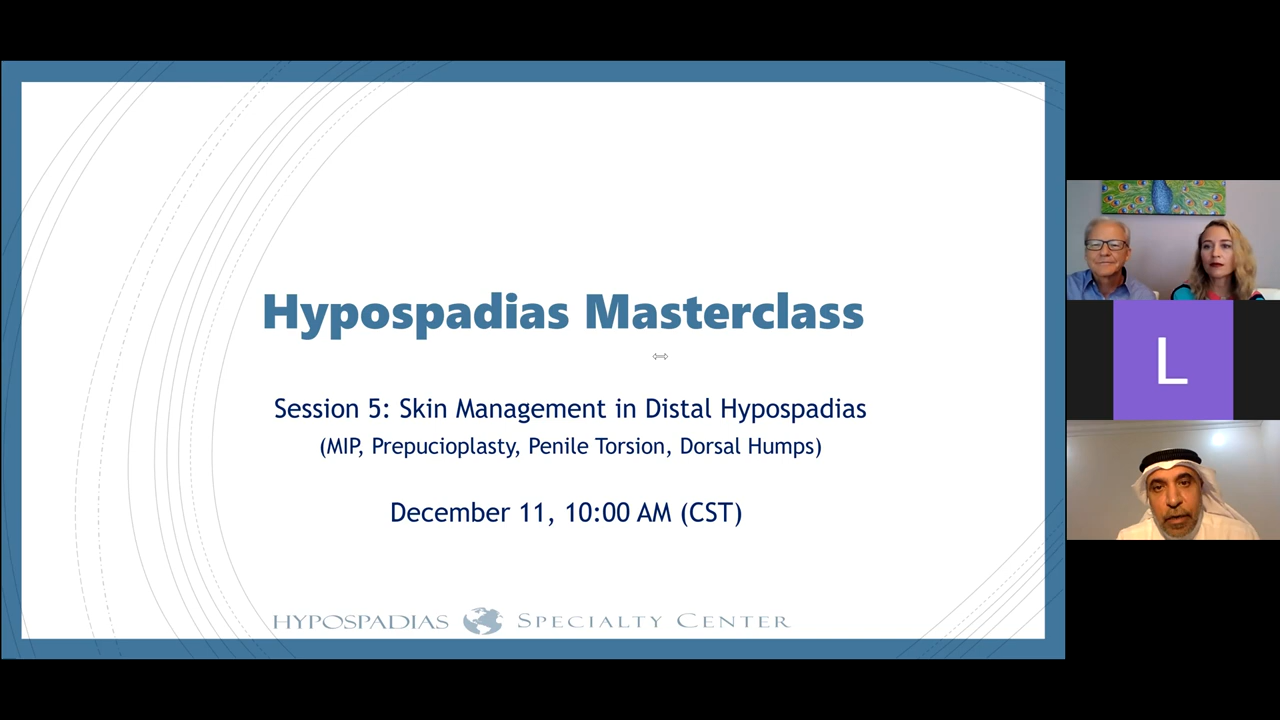 Hypospadias Masterclass
Session 5: Skin Management in Distal Hypospadias
(MIP, Prepucioplasty, Penile Torsion, Dorsal Humps)
December 11, 10:00 AM (CST)
HYPOSPADIAS SPECIALTY CENTER
L